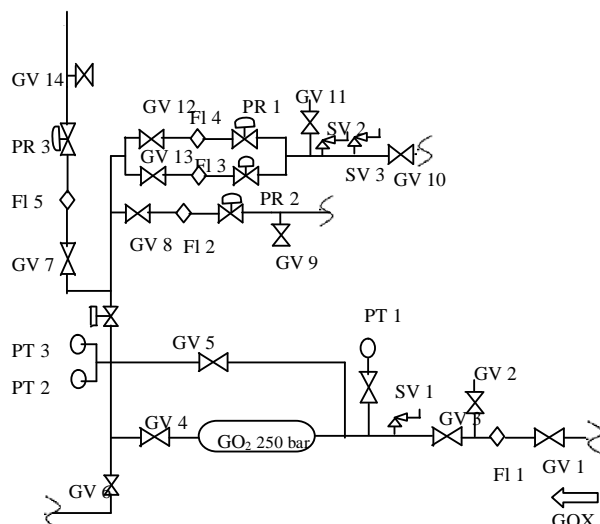 GV 14
GV 12
Fl 4
PR 1
GV 11
SV 2
PR 3
GV 13
Fl 3
SV 3
GV 10
Fl 5
PR 2
GV 8
Fl 2
GV 9
GV 7
PT 1
PT 3
GV 5
PT 2
SV 1
GV 2
GV 4
GO₂ 250 bar
GV 3
Fl 1
GV 1
GV 6
GOX